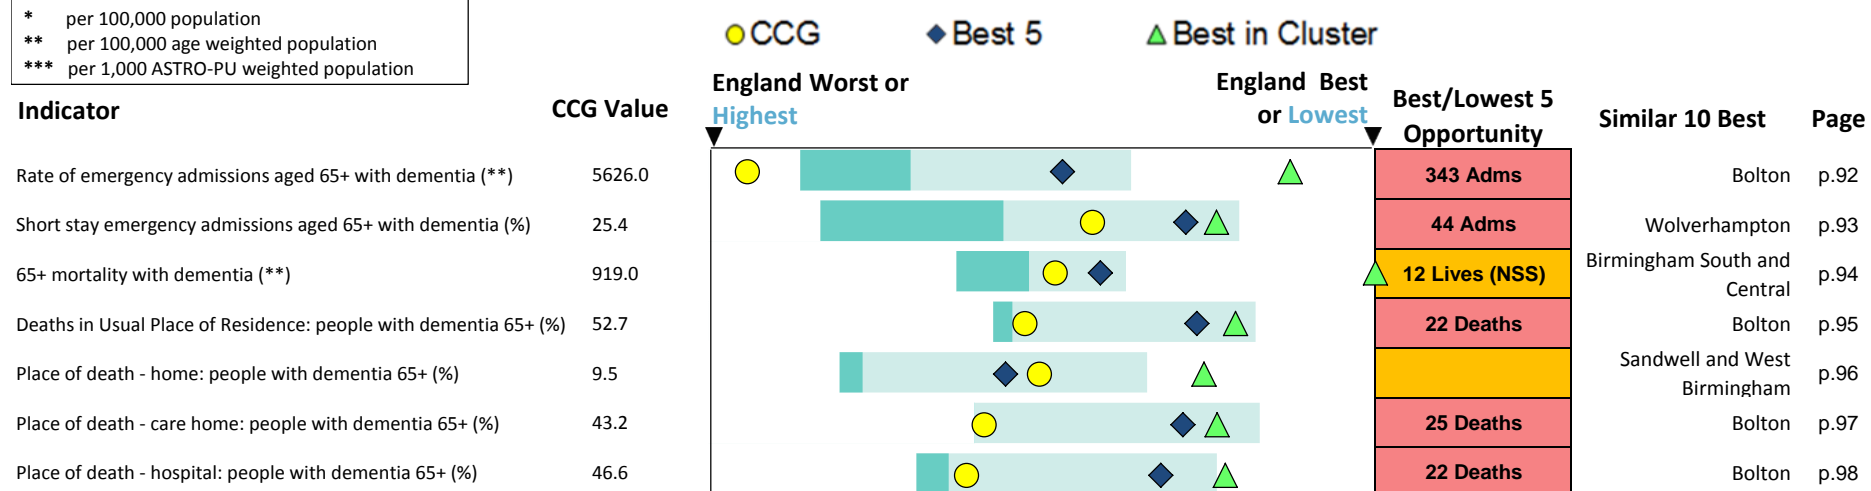 * per 100,000 population
** per 100,000 age weighted population
*** per 1,000 ASTRO-PU weighted population
CCG Best 5 Best in Cluster
Indicator CCG Value England Worst or Highest England Best or Lowest Best/Lowest 5 Opportunity Similar 10 Best Page
Rate of emergency admissions aged 65+ with dementia (**) 5626.0 343 Adms Bolton p.92
Short stay emergency admissions aged 65+ with dementia (%) 25.4 44 Adms Wolverhampton p.93
65+ mortality with dementia (**) 919.0 12 Lives (NSS) Birmingham South and Central p.94
Deaths in Usual Place of Residence: people with dementia 65+ (%) 52.7 22 Deaths Bolton p.95
Place of death - home: people with dementia 65+ (%) 9.5 Sandwell and West Birmingham p.96
Place of death - care home: people with dementia 65+ (%) 43.2 25 Deaths Bolton p.97
Place of death - hospital: people with dementia 65+ (%) 46.6 22 Deaths Bolton p.98